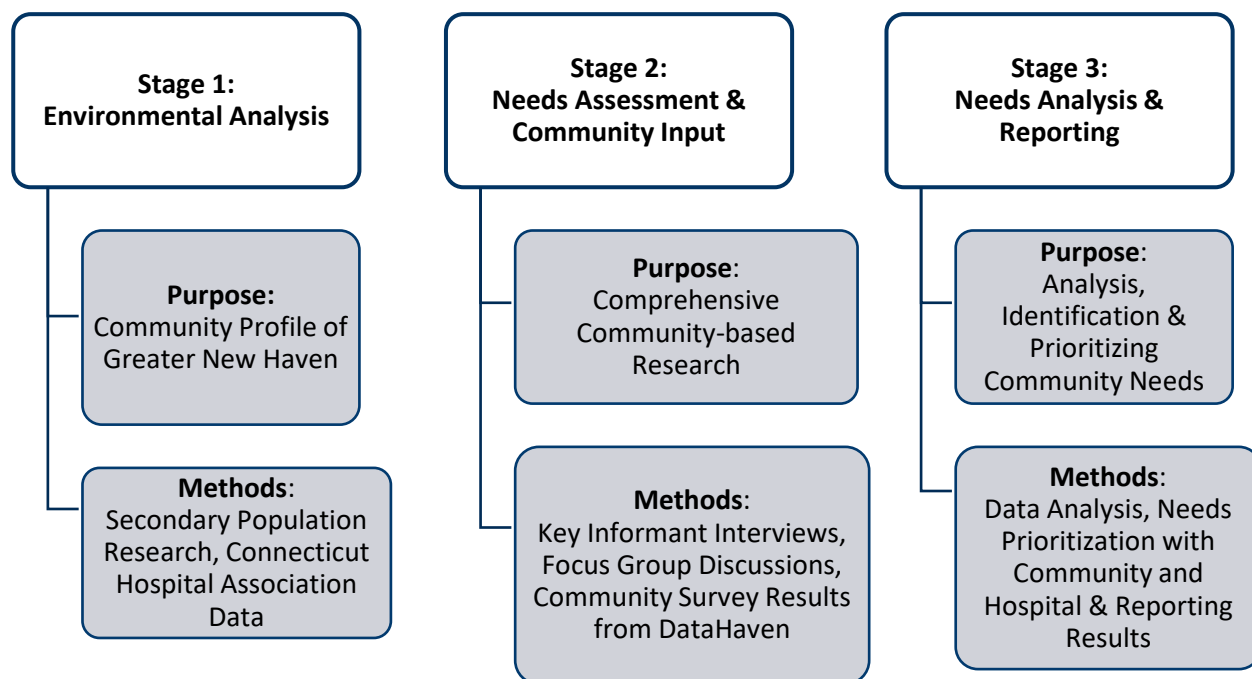 Stage 1:
Environmental Analysis
Purpose:
Community Profile of
Greater New Haven
Methods:
Secondary Population
Research, Connecticut
Hospital Association
Data
Stage 2:
Needs Assessment &
Community Input
Purpose:
Comprehensive
Community-based
Research
Methods:
Key Informant Interviews,
Focus Group Discussions,
Community Survey Results
from DataHaven
Stage 3:
Needs Analysis &
Reporting
Purpose:
Analysis,
Identification &
Prioritizing
Community Needs
Methods:
Data Analysis, Needs
Prioritization with
Community and
Hospital & Reporting
Results